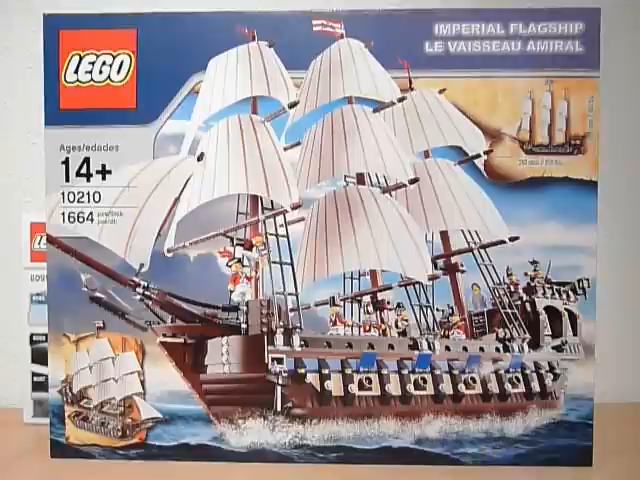 IMPERIAL FLAGSHIP
LE VAISSEAU AMIRAL
LEGO
Ages/edades
14+
10210
1664